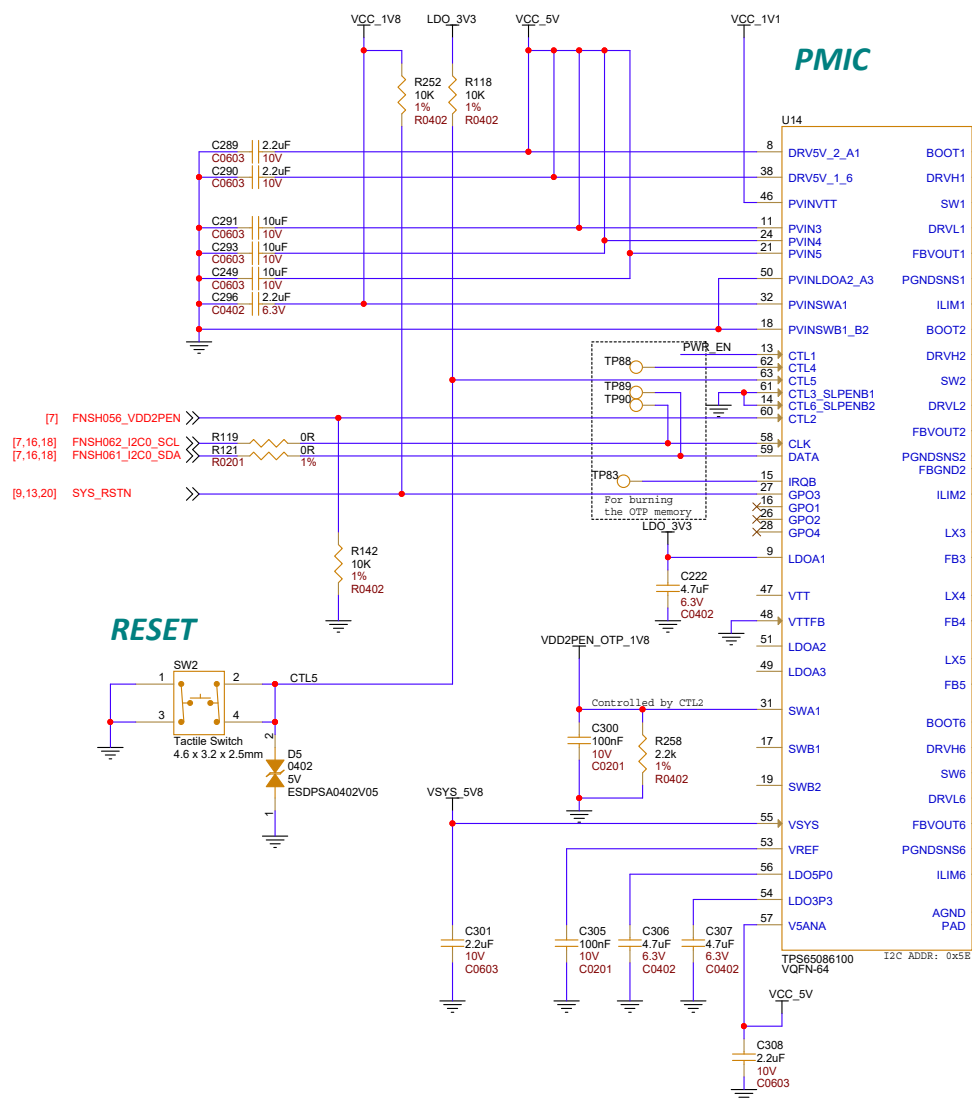 VCC_1V8
LDO_3V3
VCC_5V
VCC_1V1
PMIC
R252
10K
1%
R0402
R118
10K
1%
R0402
U14
C289
2.2uF
C0603
10V
C290
2.2uF
C0603
10V
C291
10uF
C0603
10V
C293
10uF
C0603
10V
C249
10uF
C0603
10V
C296
2.2uF
C0402
6.3V
8
DRV5V_2_A1
38
DRV5V_1_6
46
PVINVTT
11
PVIN3
24
PVIN4
21
PVIN5
50
PVINLDOA2_A3
32
PVINSWA1
18
PVINSWB1_B2
13
CTL1
62
CTL4
63
CTL5
61
CTL3_SLPENB1
14
CTL6_SLPENB2
60
CTL2
58
CLK
59
DATA
15
IRQB
27
GPO3
16
GPO1
26
GPO2
28
GPO4
9
LDOA1
47
VTT
48
VTTFB
51
LDOA2
49
LDOA3
31
SWA1
17
SWB1
19
SWB2
55
VSYS
53
VREF
56
LDO5P0
54
LDO3P3
57
V5ANA
BOOT1
DRVH1
SW1
DRVL1
FBVOUT1
PGNDSNS1
ILIM1
BOOT2
DRVH2
SW2
DRVL2
FBVOUT2
PGNDSNS2
FBGND2
ILIM2
LX3
FB3
LX4
FB4
LX5
FB5
BOOT6
DRVH6
SW6
DRVL6
FBVOUT6
PGNDSNS6
ILIM6
AGND
PAD
TPS65086100
VQFN-64
I2C ADDR: 0x5E
PWR_EN
TP88
TP89
TP90
TP83
For burning
the OTP memory
[7] FNSH056_VDD2PEN
[7,16,18] FNSH062_I2C0_SCL
[7,16,18] FNSH061_I2C0_SDA
[9,13,20] SYS_RSTN
R119
0R
R121
0R
R0201
1%
R142
10K
1%
R0402
LDO_3V3
C222
4.7uF
6.3V
C0402
RESET
SW2
1
2
3
4
Tactile Switch
4.6 x 3.2 x 2.5mm
CTL5
2
D5
0402
5V
ESDPSA0402V05
1
VDD2PEN_OTP_1V8
Controlled by CTL2
C300
100nF
10V
C0201
R258
2.2k
1%
R0402
VSYS_5V8
C301
2.2uF
10V
C0603
C305
100nF
10V
C0201
C306
4.7uF
6.3V
C0402
C307
4.7uF
6.3V
C0402
VCC_5V
C308
2.2uF
10V
C0603